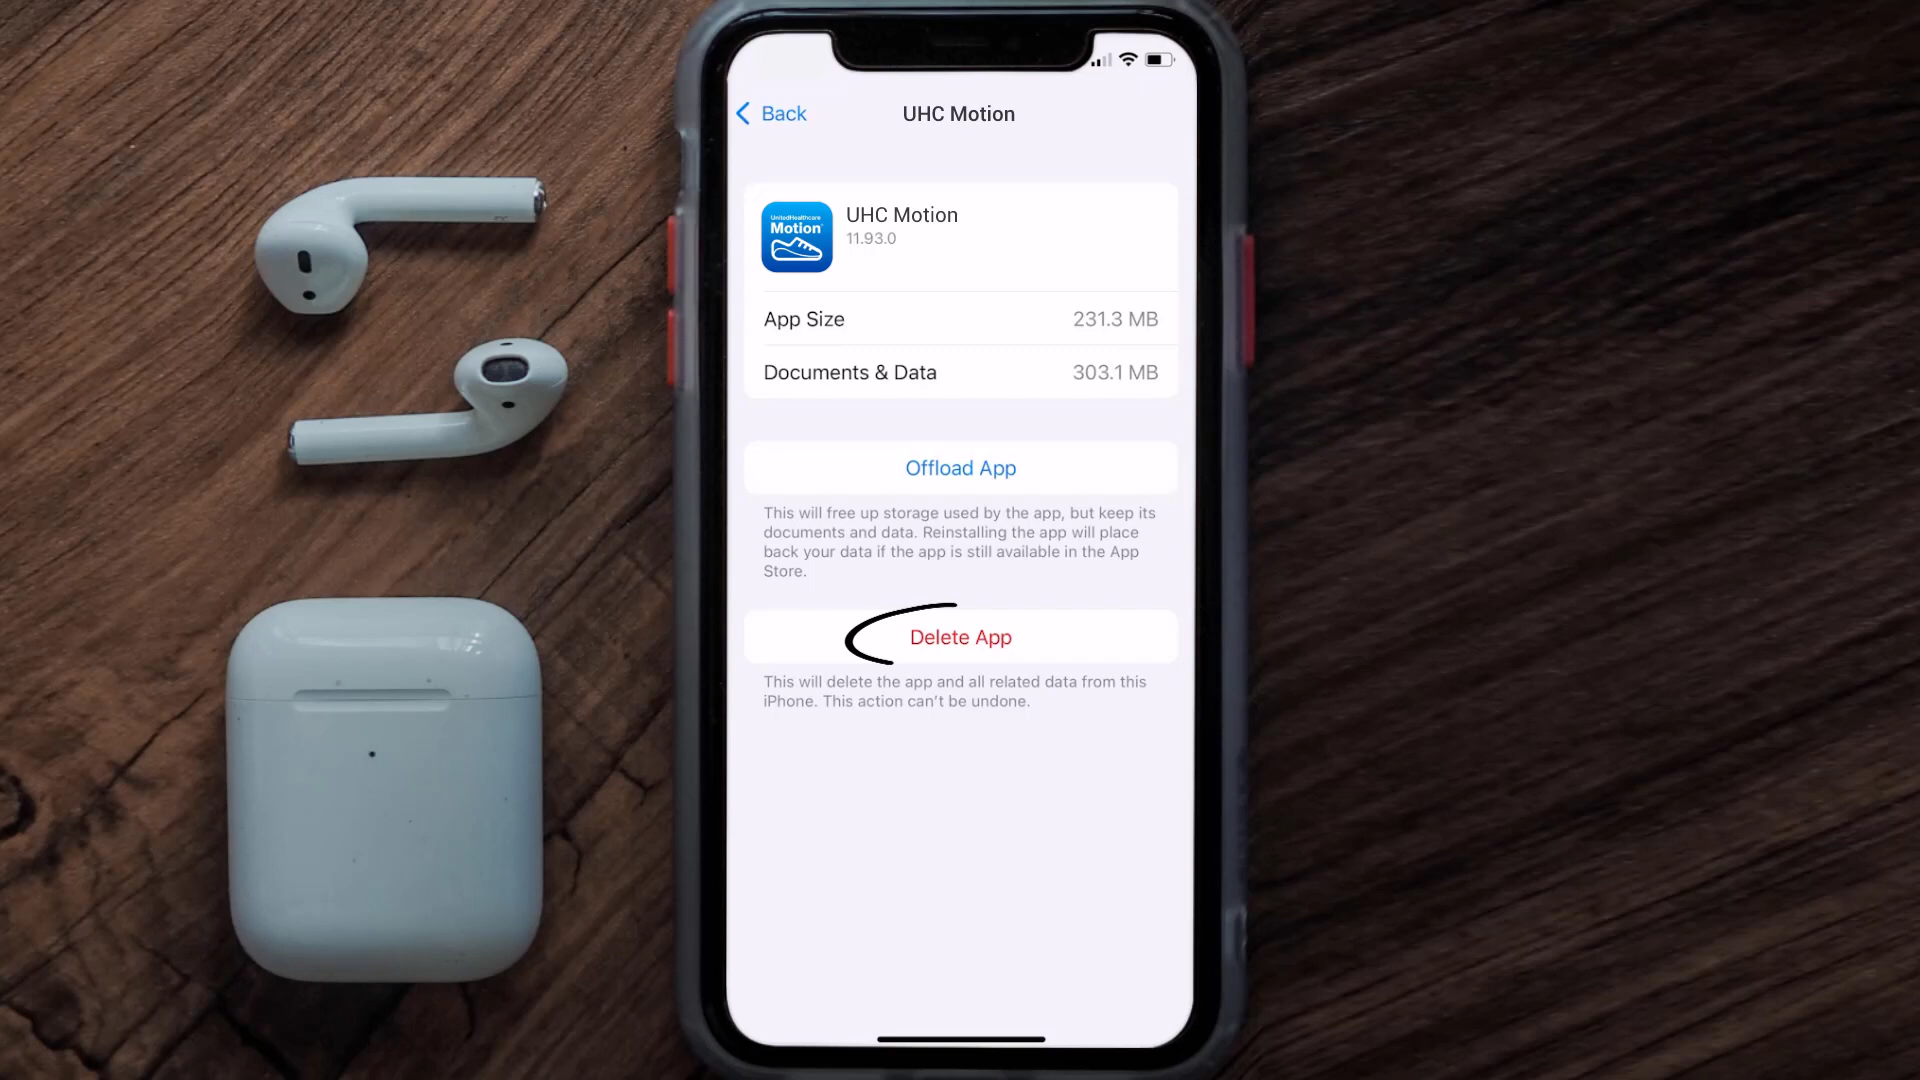 Back
UHC Motion
UnitedHealthcare
Motion
UHC Motion
11.93.0
App Size 231.3 MB
Documents & Data 303.1 MB
Offload App
This will free up storage used by the app, but keep its
documents and data. Reinstalling the app will place
back your data if the app is still available in the App
Store.
Delete App
This will delete the app and all related data from this
iPhone. This action can’t be undone.